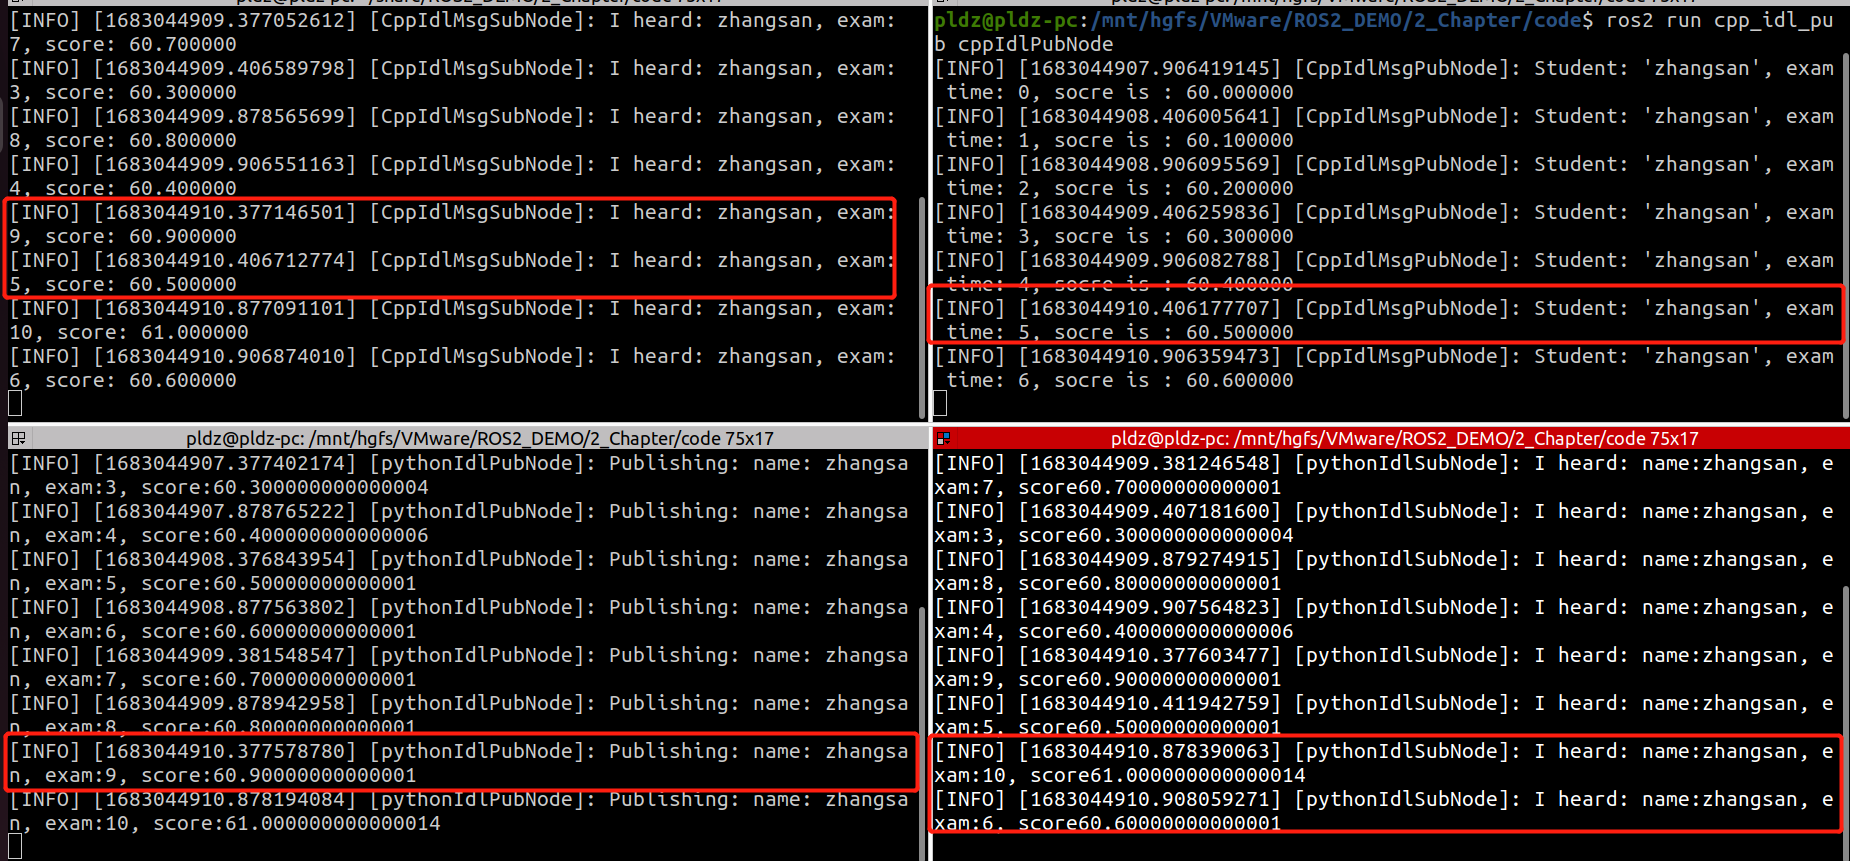 [INFO] [1683044909.377052612] [CppIdlMsgSubNode]: I heard: zhangsan, exam:
7, score: 60.700000
[INFO] [1683044909.406589798] [CppIdlMsgSubNode]: I heard: zhangsan, exam:
3, score: 60.300000
[INFO] [1683044909.878565699] [CppIdlMsgSubNode]: I heard: zhangsan, exam:
8, score: 60.800000
[INFO] [1683044909.906551163] [CppIdlMsgSubNode]: I heard: zhangsan, exam:
4, score: 60.400000
[INFO] [1683044910.377146501] [CppIdlMsgSubNode]: I heard: zhangsan, exam:
9, score: 60.900000
[INFO] [1683044910.406712774] [CppIdlMsgSubNode]: I heard: zhangsan, exam:
5, score: 60.500000
[INFO] [1683044910.877091101] [CppIdlMsgSubNode]: I heard: zhangsan, exam:
10, score: 61.000000
[INFO] [1683044910.906874010] [CppIdlMsgSubNode]: I heard: zhangsan, exam:
6, score: 60.600000
pldz@pldz-pc:/mnt/hgfs/VMware/ROS2_DEMO/2_Chapter/code$ ros2 run cpp_idl_pu
b cppIdlPubNode
[INFO] [1683044907.906419145] [CppIdlMsgPubNode]: Student: 'zhangsan', exam
time: 0, socre is : 60.000000
[INFO] [1683044908.406005641] [CppIdlMsgPubNode]: Student: 'zhangsan', exam
time: 1, socre is : 60.100000
[INFO] [1683044908.906095569] [CppIdlMsgPubNode]: Student: 'zhangsan', exam
time: 2, socre is : 60.200000
[INFO] [1683044909.406259836] [CppIdlMsgPubNode]: Student: 'zhangsan', exam
time: 3, socre is : 60.300000
[INFO] [1683044909.906082788] [CppIdlMsgPubNode]: Student: 'zhangsan', exam
time: 4, socre is : 60.400000
[INFO] [1683044910.406177707] [CppIdlMsgPubNode]: Student: 'zhangsan', exam
time: 5, socre is : 60.500000
[INFO] [1683044910.906359473] [CppIdlMsgPubNode]: Student: 'zhangsan', exam
time: 6, socre is : 60.600000
pldz@pldz-pc: /mnt/hgfs/VMware/ROS2_DEMO/2_Chapter/code 75x17
[INFO] [1683044907.377402174] [pythonIdlPubNode]: Publishing: name: zhangsa
n, exam:3, score:60.300000000000004
[INFO] [1683044907.878765222] [pythonIdlPubNode]: Publishing: name: zhangsa
n, exam:4, score:60.400000000000006
[INFO] [1683044908.376843954] [pythonIdlPubNode]: Publishing: name: zhangsa
n, exam:5, score:60.50000000000001
[INFO] [1683044908.877563802] [pythonIdlPubNode]: Publishing: name: zhangsa
n, exam:6, score:60.60000000000001
[INFO] [1683044909.381548547] [pythonIdlPubNode]: Publishing: name: zhangsa
n, exam:7, score:60.70000000000001
[INFO] [1683044909.878942958] [pythonIdlPubNode]: Publishing: name: zhangsa
n, exam:8, score:60.80000000000001
[INFO] [1683044910.377578780] [pythonIdlPubNode]: Publishing: name: zhangsa
n, exam:9, score:60.90000000000001
[INFO] [1683044910.878194084] [pythonIdlPubNode]: Publishing: name: zhangsa
n, exam:10, score:61.000000000000014
pldz@pldz-pc: /mnt/hgfs/VMware/ROS2_DEMO/2_Chapter/code 75x17
[INFO] [1683044909.381246548] [pythonIdlSubNode]: I heard: name:zhangsan, e
xam:7, score60.70000000000001
[INFO] [1683044909.407181600] [pythonIdlSubNode]: I heard: name:zhangsan, e
xam:3, score60.300000000000004
[INFO] [1683044909.879274915] [pythonIdlSubNode]: I heard: name:zhangsan, e
xam:8, score60.80000000000001
[INFO] [1683044909.907564823] [pythonIdlSubNode]: I heard: name:zhangsan, e
xam:4, score60.400000000000006
[INFO] [1683044910.377603477] [pythonIdlSubNode]: I heard: name:zhangsan, e
xam:9, score60.90000000000001
[INFO] [1683044910.411942759] [pythonIdlSubNode]: I heard: name:zhangsan, e
xam:5, score60.50000000000001
[INFO] [1683044910.878390063] [pythonIdlSubNode]: I heard: name:zhangsan, e
xam:10, score61.000000000000014
[INFO] [1683044910.908059271] [pythonIdlSubNode]: I heard: name:zhangsan, e
xam:6, score60.60000000000001